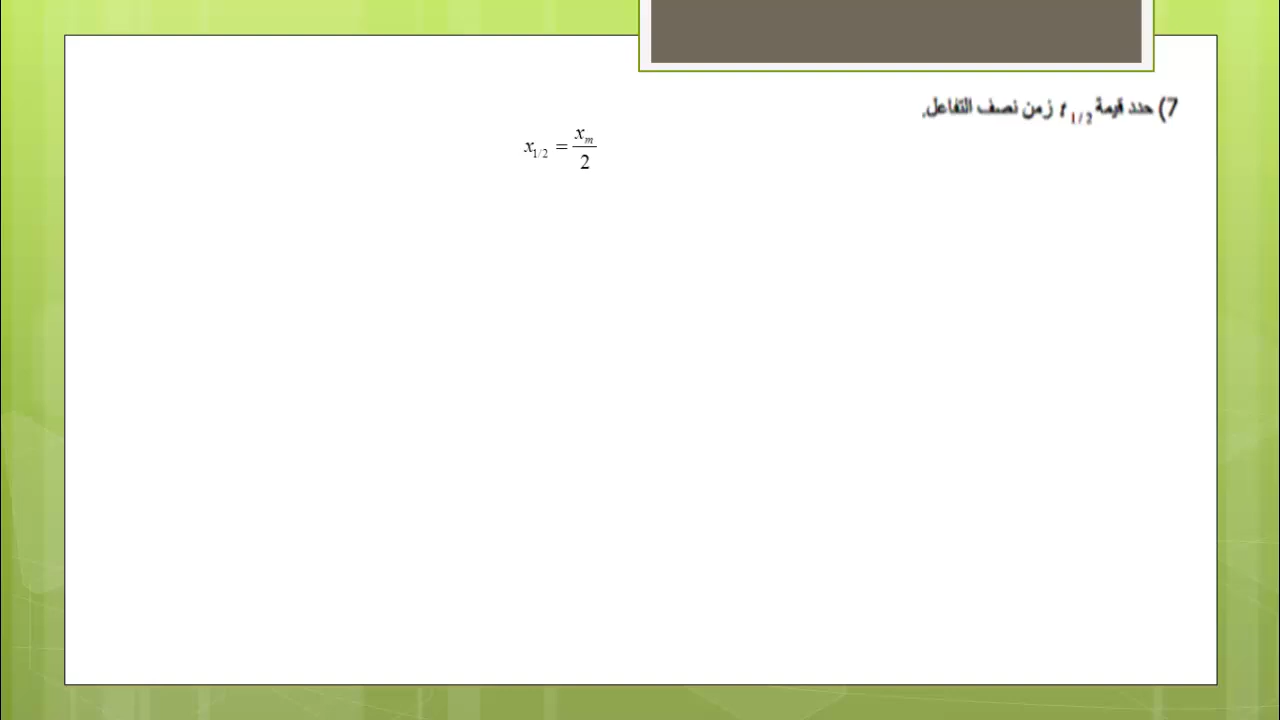 7) حدد قيمة t 1/2 زمن نصف التفاعل.
x1/2 = xm/2